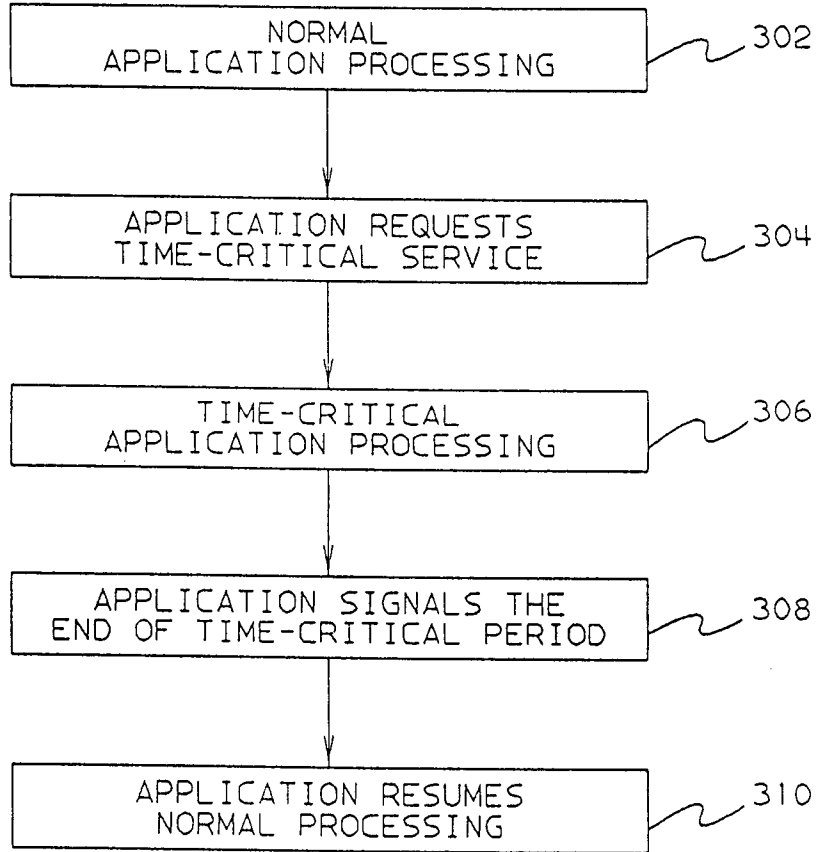 NORMAL
APPLICATION PROCESSING
302
APPLICATION REQUESTS
TIME-CRITICAL SERVICE
304
TIME-CRITICAL
APPLICATION PROCESSING
306
APPLICATION SIGNALS THE
END OF TIME-CRITICAL PERIOD
308
APPLICATION RESUMES
NORMAL PROCESSING
310